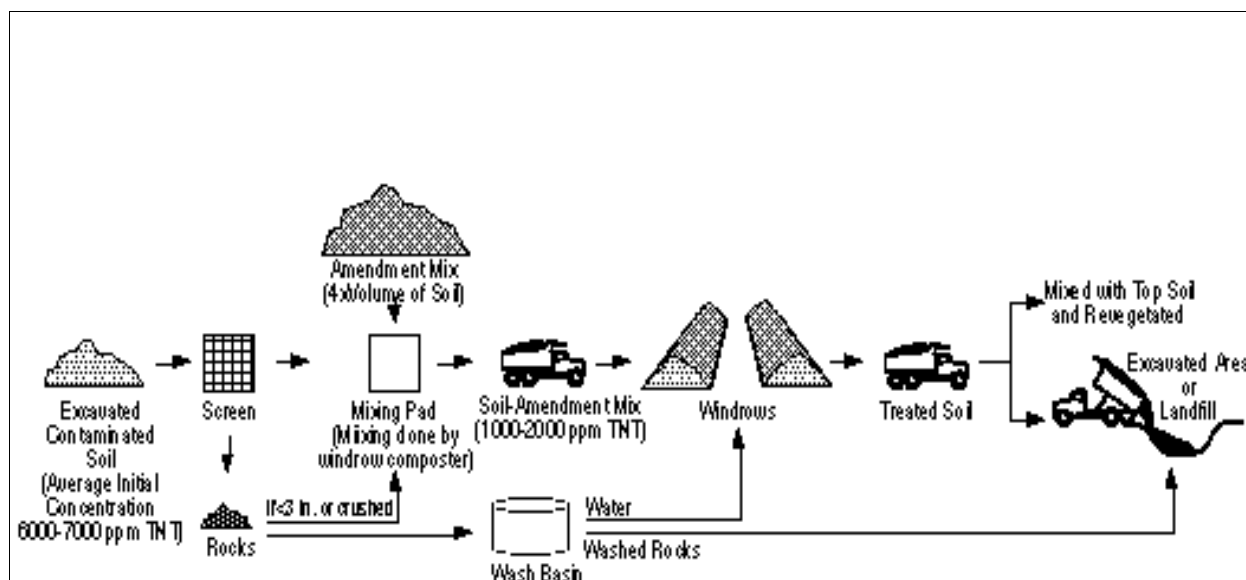 Amendment Mix
(4xVolume of Soil)
Mixed with Top Soil
and Revegetated
Excavated Area
or
Landfill
Excavated
Contaminated
Soil
(Average Initial
Concentration
6000-7000 ppm TNT)
Screen
Mixing Pad
(Mixing done by
windrow composter)
Soil-Amendment Mix
(1000-2000 ppm TNT)
Windrows
Treated Soil
Rocks
If<3 in. or crushed
Wash Basin
Water
Washed Rocks